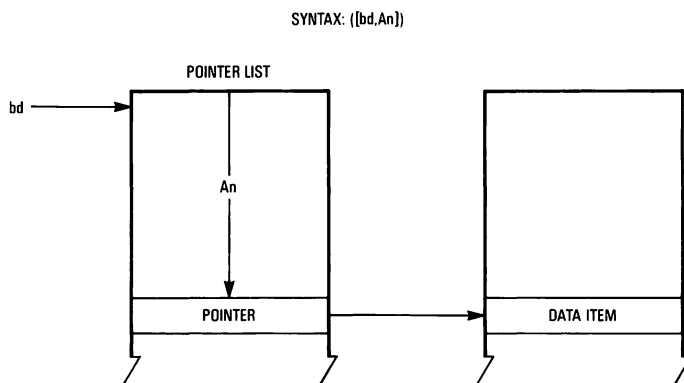 SYNTAX: ([bd,An])
POINTER LIST
bd
An
POINTER
DATA ITEM